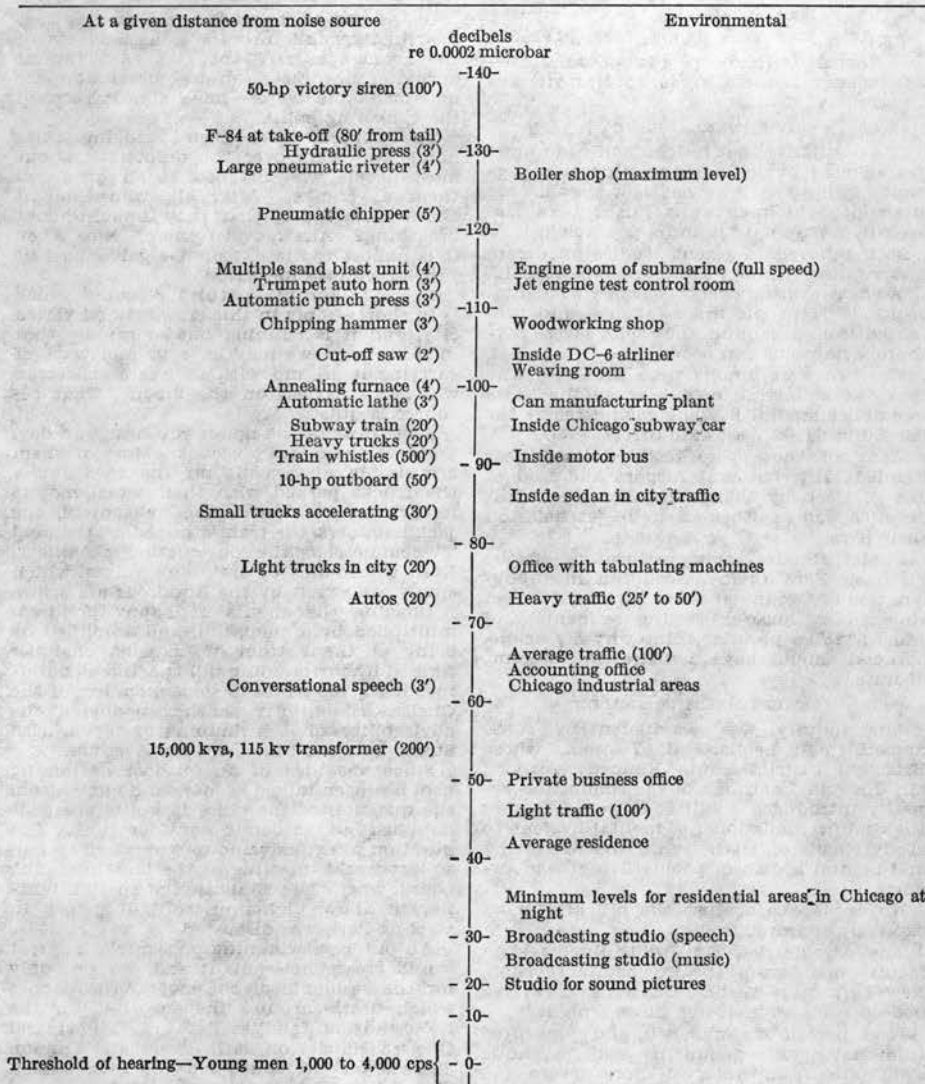 At a given distance from noise source
Environmental
decibels
re 0.0002 microbar
-140-
50-hp victory siren (100′)
F-84 at take-off (80′ from tail)
Hydraulic press (3′) -130-
Large pneumatic riveter (4′)
Boiler shop (maximum level)
Pneumatic chipper (5′)
-120-
Multiple sand blast unit (4′) Engine room of submarine (full speed)
Trumpet auto horn (3′) Jet engine test control room
Automatic punch press (3′)
-110-
Chipping hammer (3′) Woodworking shop
Cut-off saw (2′) Inside DC-6 airliner
Weaving room
Annealing furnace (4′) -100-
Automatic lathe (3′) Can manufacturing plant
Subway train (20′) Inside Chicago subway car
Heavy trucks (20′)
Train whistles (500′) - 90- Inside motor bus
10-hp outboard (50′)
Inside sedan in city traffic
Small trucks accelerating (30′)
- 80-
Light trucks in city (20′) Office with tabulating machines
Autos (20′) Heavy traffic (25′ to 50′)
- 70-
Average traffic (100′)
Accounting office
Conversational speech (3′) Chicago industrial areas
- 60-
15,000 kva, 115 kv transformer (200′)
- 50- Private business office
Light traffic (100′)
Average residence
- 40-
Minimum levels for residential areas in Chicago at
night
- 30- Broadcasting studio (speech)
Broadcasting studio (music)
- 20- Studio for sound pictures
- 10-
Threshold of hearing—Young men 1,000 to 4,000 cps{ - 0-